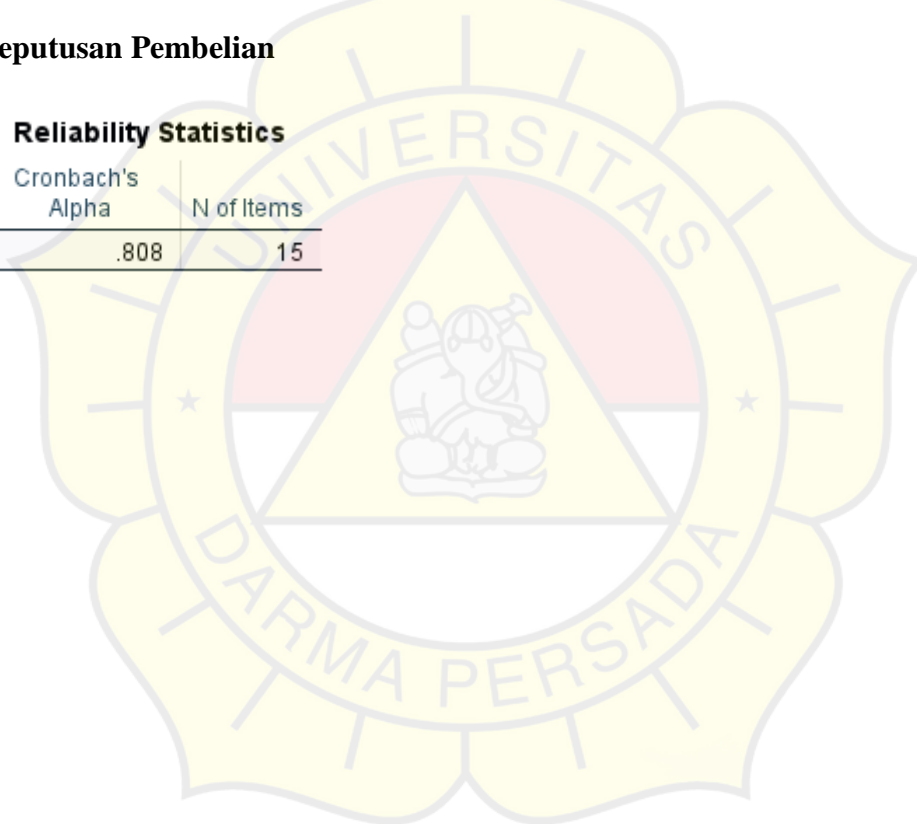 eputusan Pembelian
Reliability Statistics
Cronbach's
Alpha
N of Items
.808
15
UNIVERSITAS
DARMA PERSADA